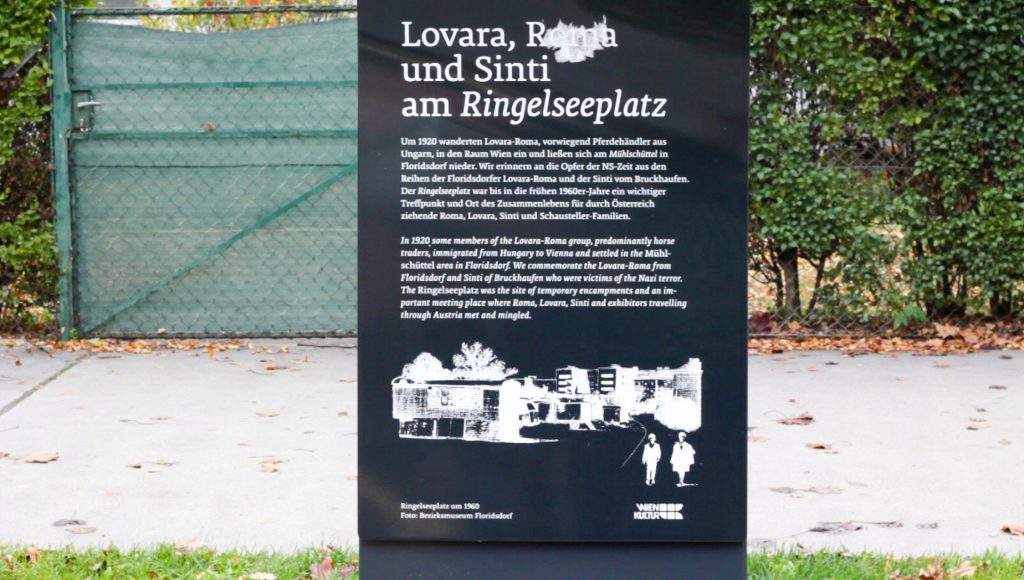 Lovara, Roma
und Sinti
am Ringelseeplatz
Um 1920 wanderten Lovara-Roma, vorwiegend Pferdehändler aus
Ungarn, in den Raum Wien ein und ließen sich am Mühlschüttel in
Floridsdorf nieder. Wir erinnern an die Opfer der NS-Zeit aus den
Reihen der Floridsdorfer Lovara-Roma und der Sinti vom Bruckhaufen.
Der Ringelseeplatz war bis in die frühen 1960er-Jahre ein wichtiger
Treffpunkt und Ort des Zusammenlebens für durch Österreich
ziehende Roma, Lovara, Sinti und Schausteller-Familien.
In 1920 some members of the Lovara-Roma group, predominantly horse
traders, immigrated from Hungary to Vienna and settled in the Mühl-
schüttel area in Floridsdorf. We commemorate the Lovara-Roma from
Floridsdorf and Sinti of Bruckhaufen who were victims of the Nazi terror.
The Ringelseeplatz was the site of temporary encampments and an im-
portant meeting place where Roma, Lovara, Sinti and exhibitors travelling
through Austria met and mingled.
Ringelseeplatz um 1960
Foto: Bezirksmuseum Floridsdorf
WIEN
KULTUR